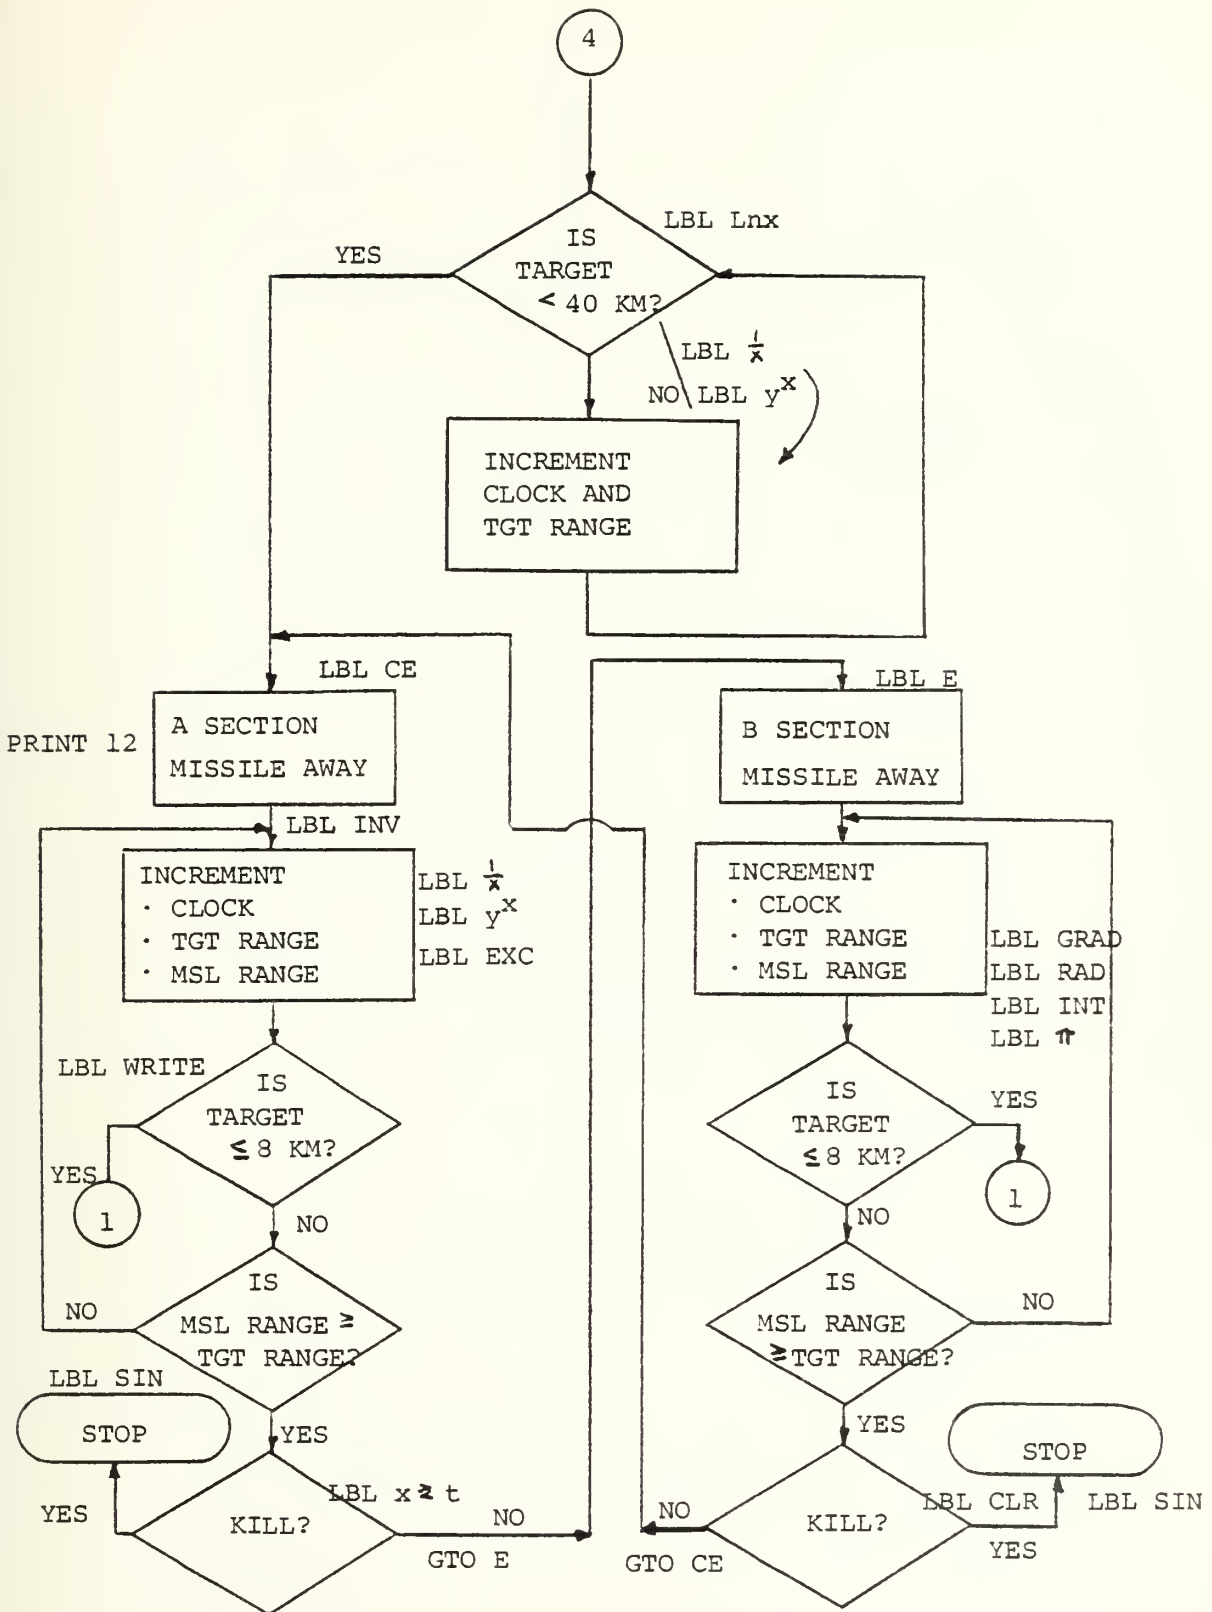 4
LBL Lnx
IS
TARGET
< 40 KM?
YES
LBL 1/x
NO LBL y^x
INCREMENT
CLOCK AND
TGT RANGE
LBL CE
PRINT 12
A SECTION
MISSILE AWAY
LBL INV
INCREMENT
· CLOCK
· TGT RANGE
· MSL RANGE
LBL 1/x
LBL y^x
LBL EXC
LBL WRITE
IS
TARGET
≤ 8 KM?
YES
1
NO
IS
MSL RANGE ≥
TGT RANGE?
NO
LBL SIN
STOP
YES
YES
LBL x ≥ t
KILL?
NO
GTO E
LBL E
B SECTION
MISSILE AWAY
INCREMENT
· CLOCK
· TGT RANGE
· MSL RANGE
LBL GRAD
LBL RAD
LBL INT
LBL π
IS
TARGET
≤ 8 KM?
YES
1
NO
IS
MSL RANGE
≥ TGT RANGE?
NO
YES
STOP
LBL CLR
LBL SIN
KILL?
NO
GTO CE
YES